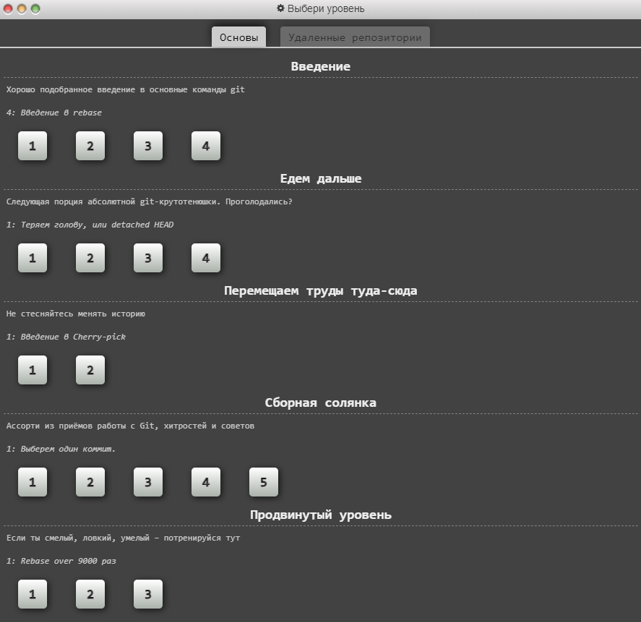 Выбери уровень
Основы Удаленные репозитории
Введение
Хорошо подобранное введение в основные команды git
4: Введение в rebase
1 2 3 4
Едем дальше
Следующая порция абсолютной git-крутотенюшки. Проголодались?
1: Теряем голову, или detached HEAD
1 2 3 4
Перемещаем труды туда-сюда
Не стесняйтесь менять историю
1: Введение в Cherry-pick
1 2
Сборная солянка
Ассорти из приёмов работы с Git, хитростей и советов
1: Выберем один коммит.
1 2 3 4 5
Продвинутый уровень
Если ты смелый, ловкий, умелый – потренируйся тут
1: Rebase over 9000 раз
1 2 3